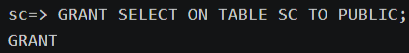 sc=> GRANT SELECT ON TABLE SC TO PUBLIC;
GRANT